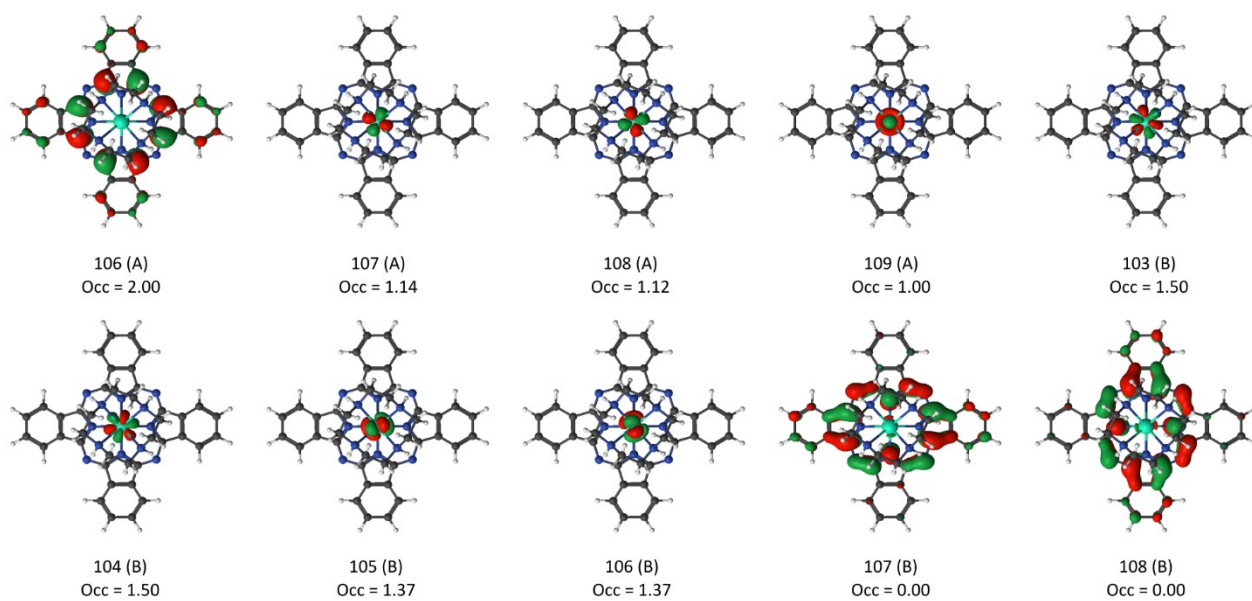 106 (A) 107 (A) 108 (A) 109 (A) 103 (B)
Occ = 2.00 Occ = 1.14 Occ = 1.12 Occ = 1.00 Occ = 1.50
104 (B) 105 (B) 106 (B) 107 (B) 108 (B)
Occ = 1.50 Occ = 1.37 Occ = 1.37 Occ = 0.00 Occ = 0.00